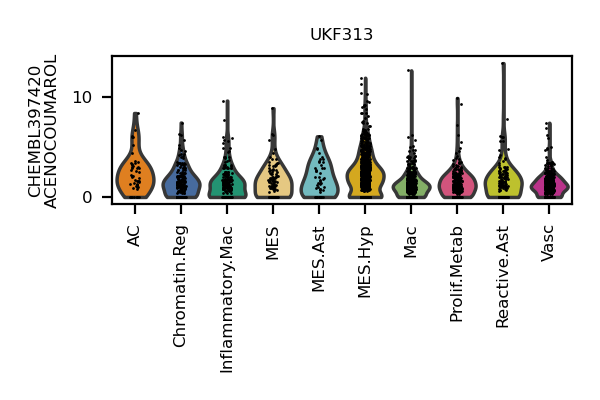 UKF313
CHEMBL397420
ACENOCOUMAROL
10
0
AC
Chromatin.Reg
Inflammatory.Mac
MES
MES.Ast
MES.Hyp
Mac
Prolif.Metab
Reactive.Ast
Vasc